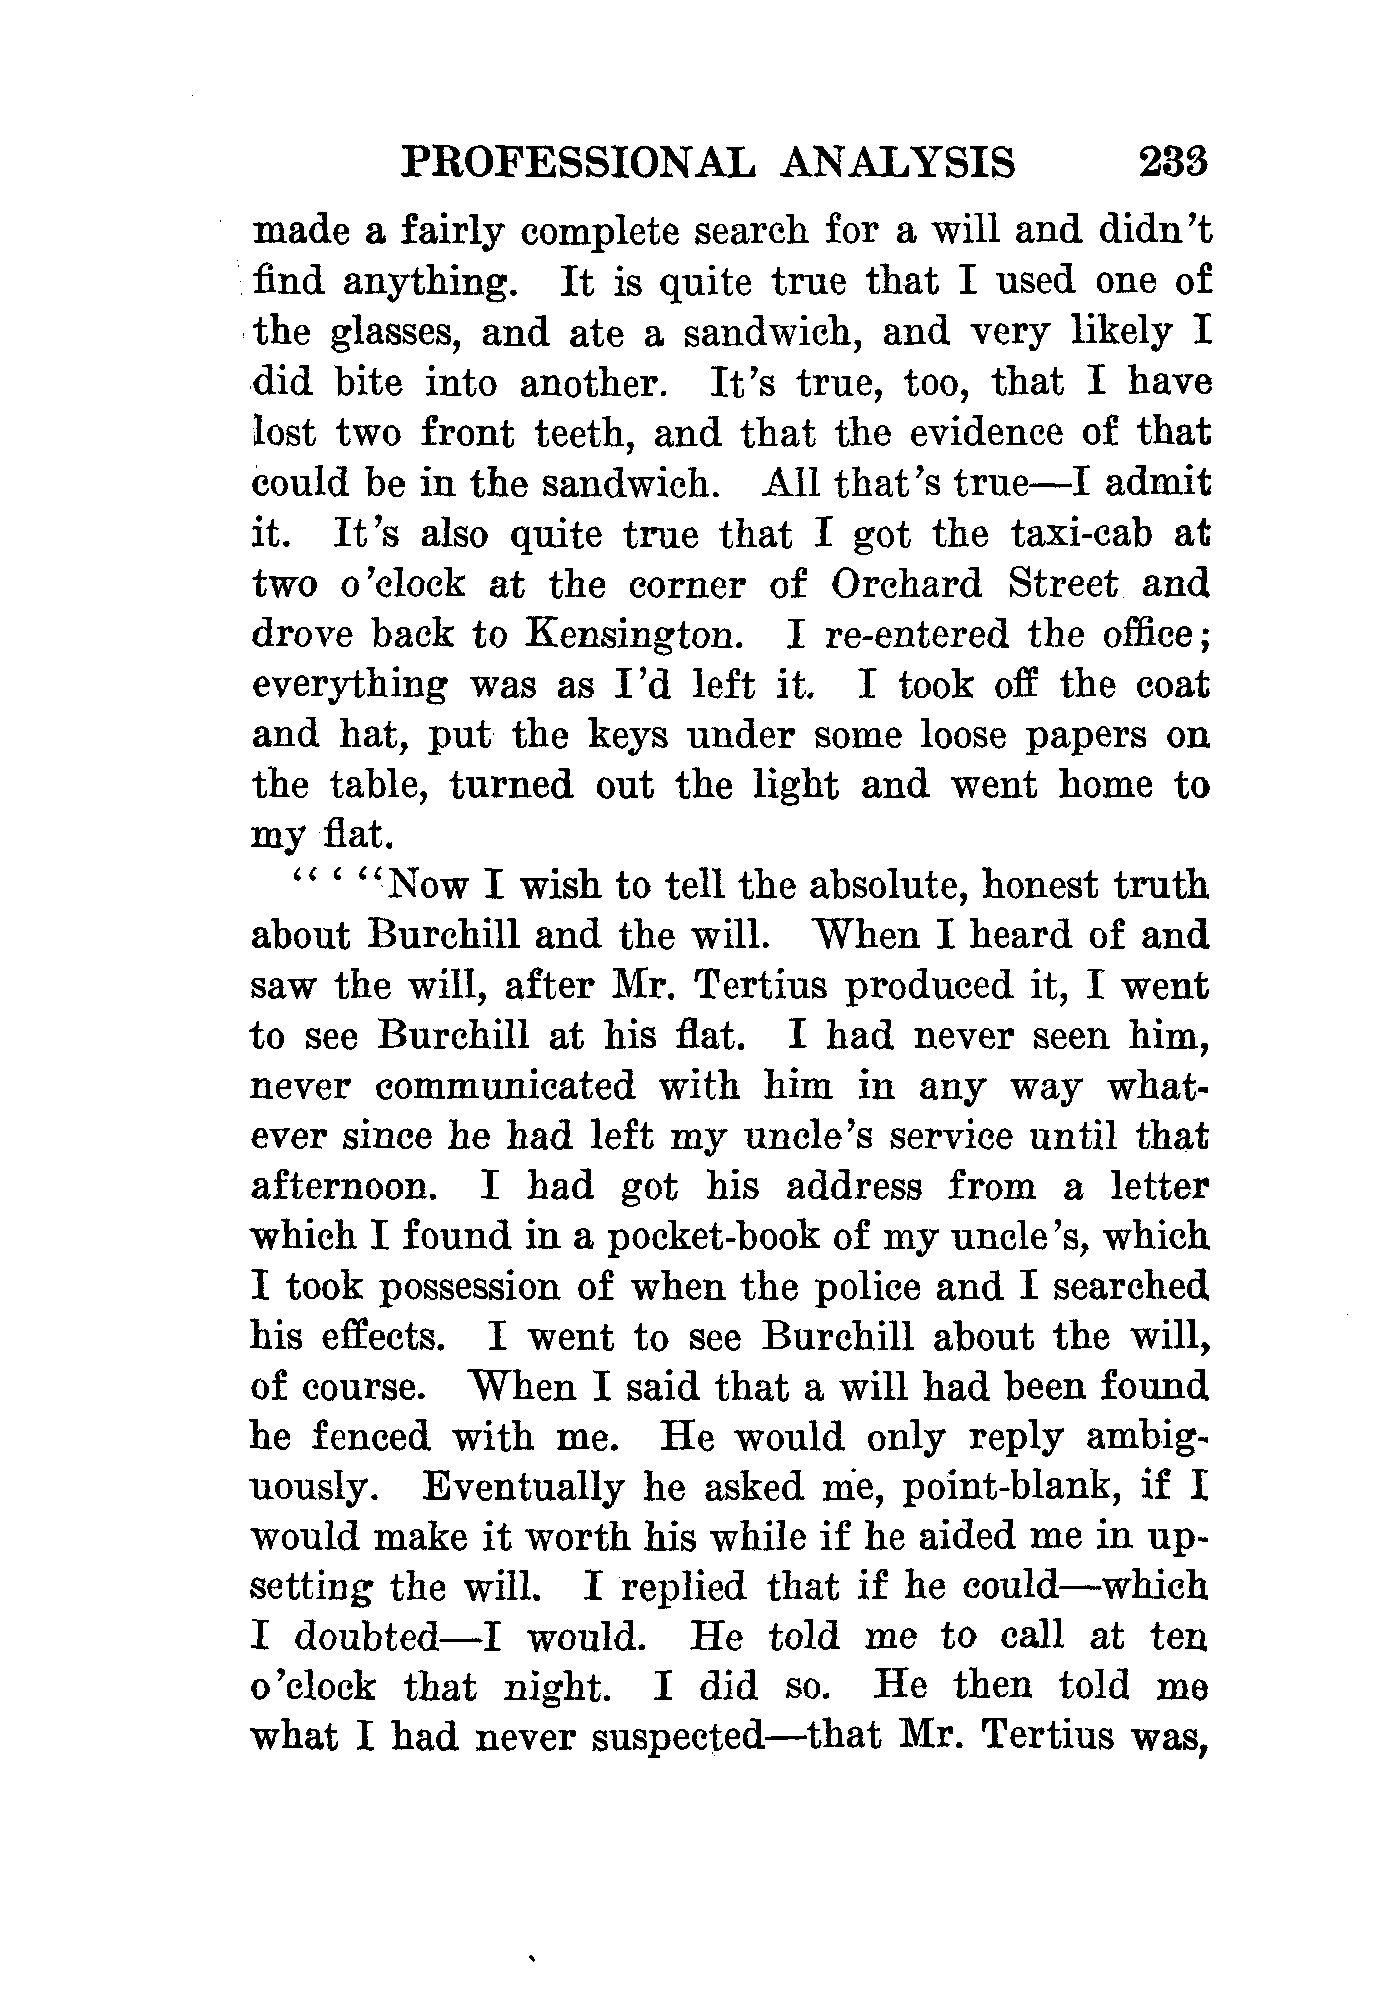 PROFESSIONAL ANALYSIS 233
made a fairly complete search for a will and didn't
find anything. It is quite true that I used one of
the glasses, and ate a sandwich, and very likely I
did bite into another. It's true, too, that I have
lost two front teeth, and that the evidence of that
could be in the sandwich. All that's true—I admit
it. It's also quite true that I got the taxi-cab at
two o'clock at the corner of Orchard Street and
drove back to Kensington. I re-entered the office;
everything was as I'd left it. I took off the coat
and hat, put the keys under some loose papers on
the table, turned out the light and went home to
my flat.
“ ‘ “Now I wish to tell the absolute, honest truth
about Burchill and the will. When I heard of and
saw the will, after Mr. Tertius produced it, I went
to see Burchill at his flat. I had never seen him,
never communicated with him in any way what-
ever since he had left my uncle's service until that
afternoon. I had got his address from a letter
which I found in a pocket-book of my uncle's, which
I took possession of when the police and I searched
his effects. I went to see Burchill about the will,
of course. When I said that a will had been found
he fenced with me. He would only reply ambig-
uously. Eventually he asked me, point-blank, if I
would make it worth his while if he aided me in up-
setting the will. I replied that if he could—which
I doubted—I would. He told me to call at ten
o'clock that night. I did so. He then told me
what I had never suspected—that Mr. Tertius was,